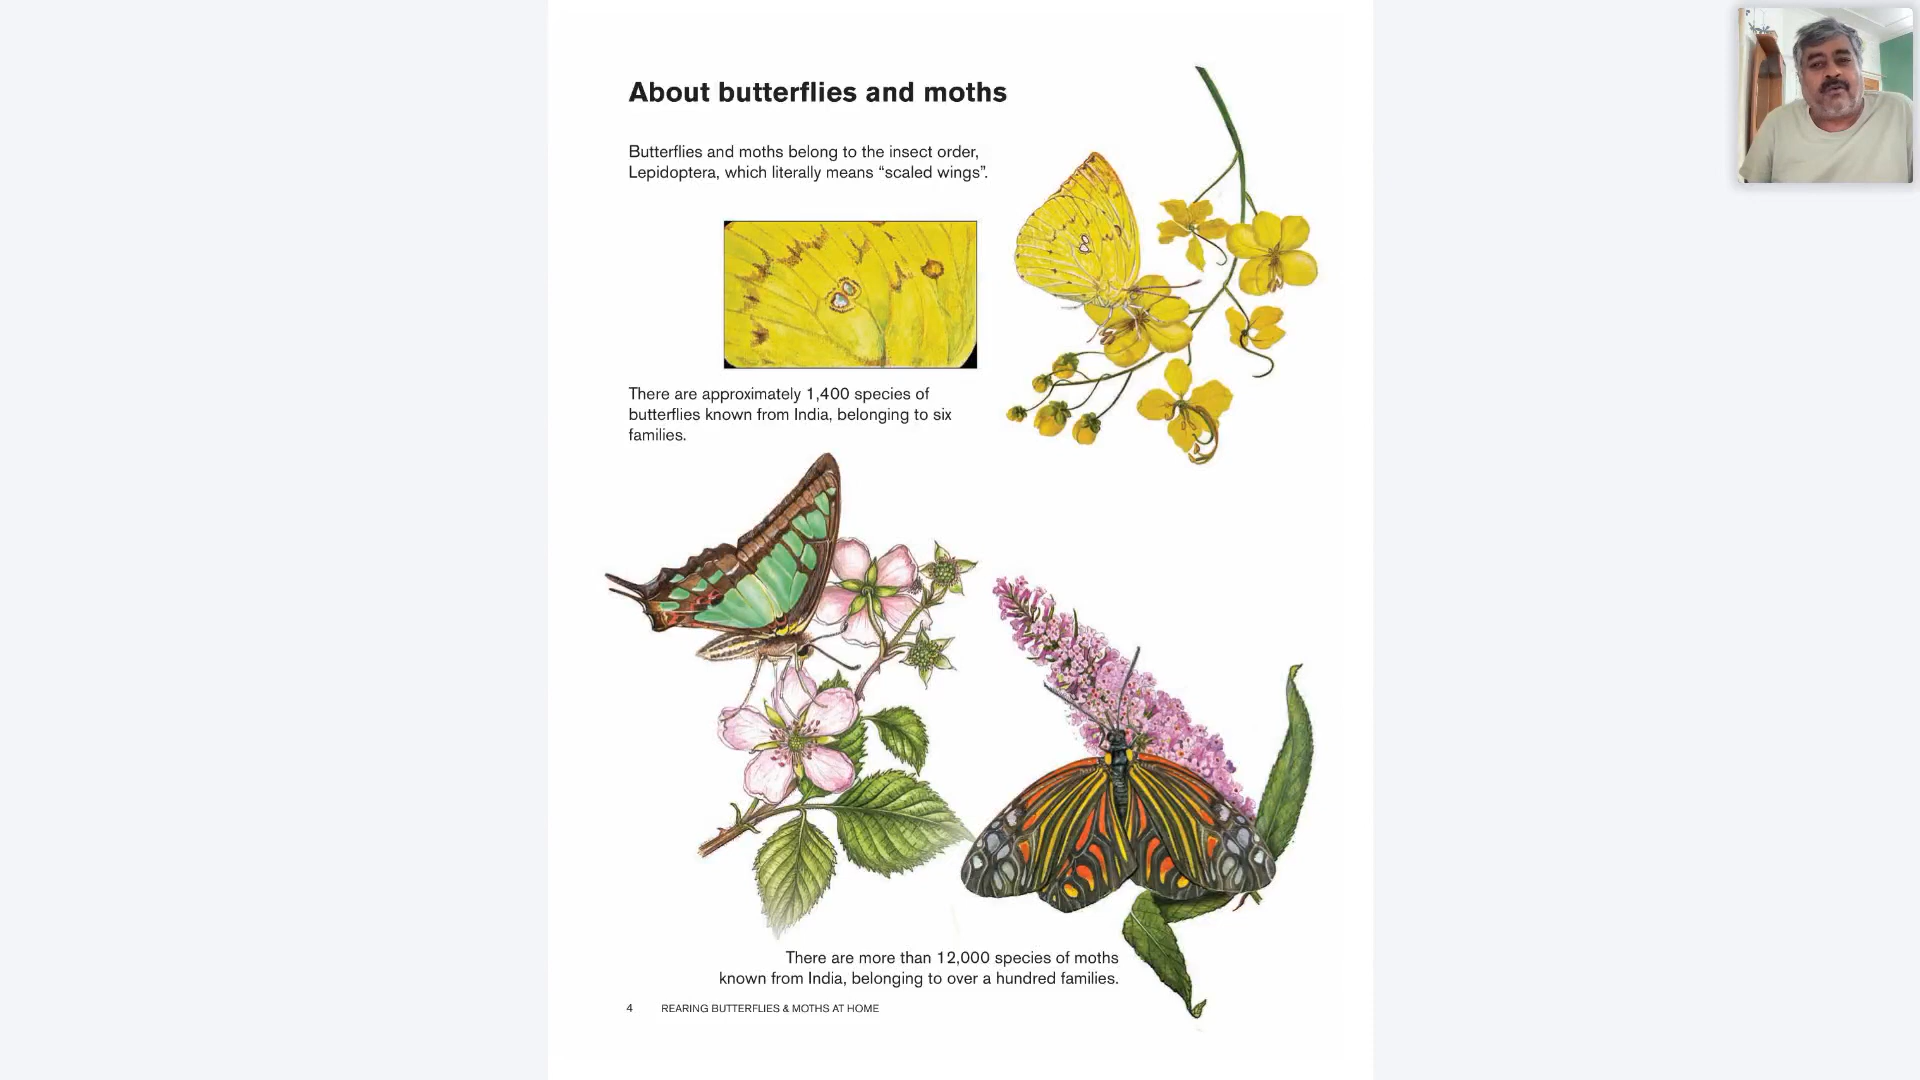 About butterflies and moths
Butterflies and moths belong to the insect order,
Lepidoptera, which literally means “scaled wings”.
There are approximately 1,400 species of
butterflies known from India, belonging to six
families.
There are more than 12,000 species of moths
known from India, belonging to over a hundred families.
4 REARING BUTTERFLIES & MOTHS AT HOME